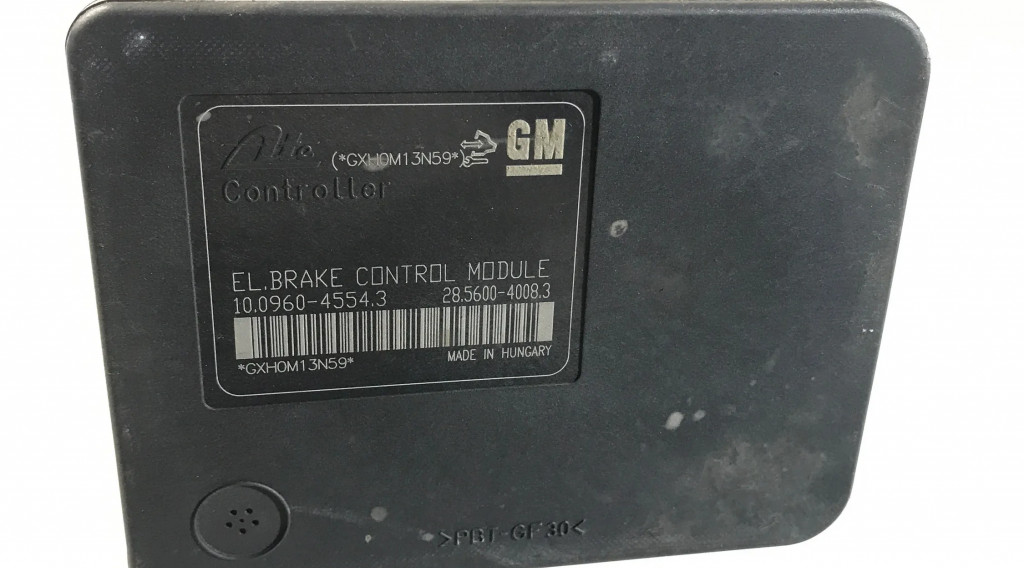 (*GXH0M13N59*) GM
Controller
EL.BRAKE CONTROL MODULE
10.0960-4554.3 28.5600-4008.3
*GXH0M13N59*
MADE IN HUNGARY
>PBT-GF30<